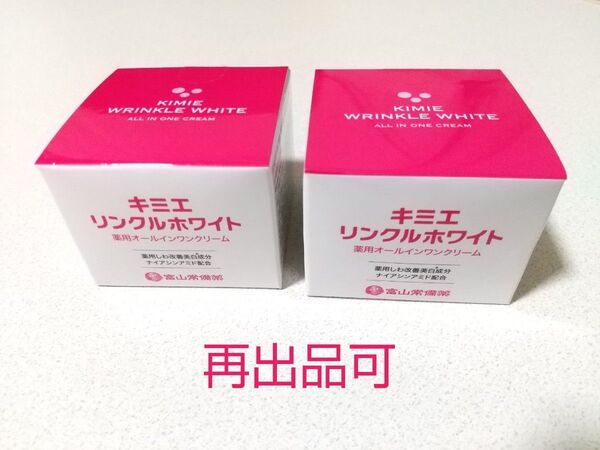 KIMIE
WRINKLE WHITE
ALL IN ONE CREAM
キミエ
リンクルホワイト
薬用オールインワンクリーム
薬用しわ改善美白成分
ナイアシンアミド配合
富山常備薬
KIMIE
WRINKLE WHITE
ALL IN ONE CREAM
キミエ
リンクルホワイト
薬用オールインワンクリーム
薬用しわ改善美白成分
ナイアシンアミド配合
富山常備薬
再出品可